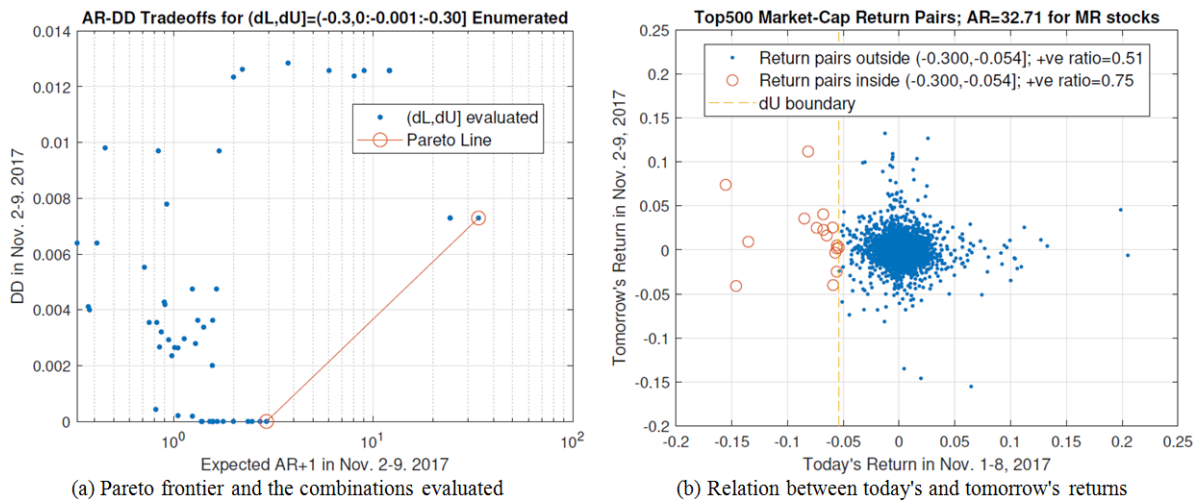 AR-DD Tradeoffs for (dL,dU]=(-0.3,0:-0.001:-0.30] Enumerated
0.014
0.012
0.01
0.008
0.006
0.004
0.002
0
DD in Nov. 2-9, 2017
(dL,dU] evaluated
Pareto Line
10^0
10^1
10^2
Expected AR+1 in Nov. 2-9. 2017
(a) Pareto frontier and the combinations evaluated
Top500 Market-Cap Return Pairs; AR=32.71 for MR stocks
0.25
0.2
0.15
0.1
0.05
0
-0.05
-0.1
-0.15
-0.2
Tomorrow's Return in Nov. 2-9, 2017
Return pairs outside (-0.300,-0.054]; +ve ratio=0.51
Return pairs inside (-0.300,-0.054]; +ve ratio=0.75
dU boundary
-0.2 -0.15 -0.1 -0.05 0 0.05 0.1 0.15 0.2 0.25
Today's Return in Nov. 1-8, 2017
(b) Relation between today's and tomorrow's returns